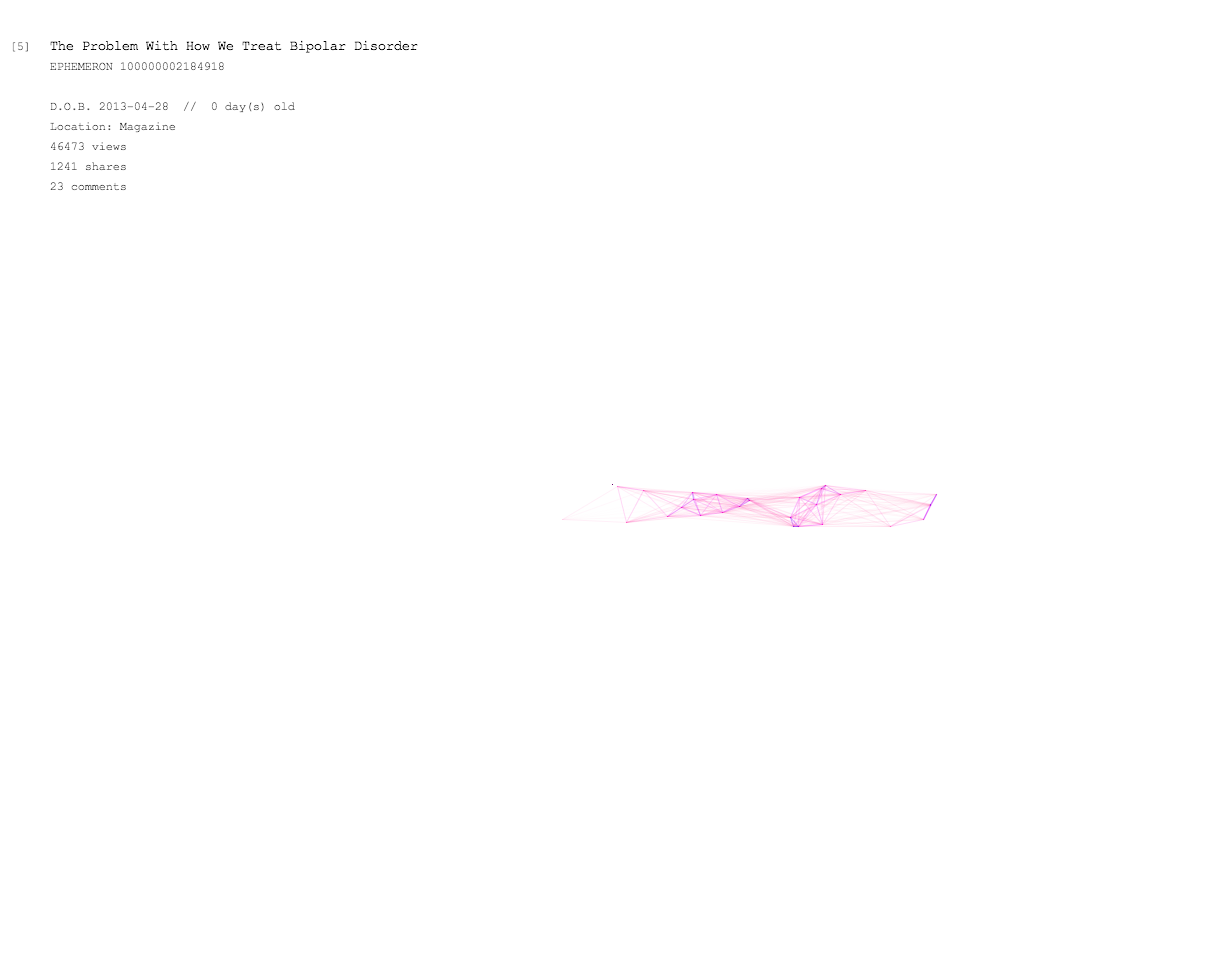 [5] The Problem With How We Treat Bipolar Disorder
EPHEMERON 100000002184918
D.O.B. 2013-04-28 // 0 day(s) old
Location: Magazine
46473 views
1241 shares
23 comments